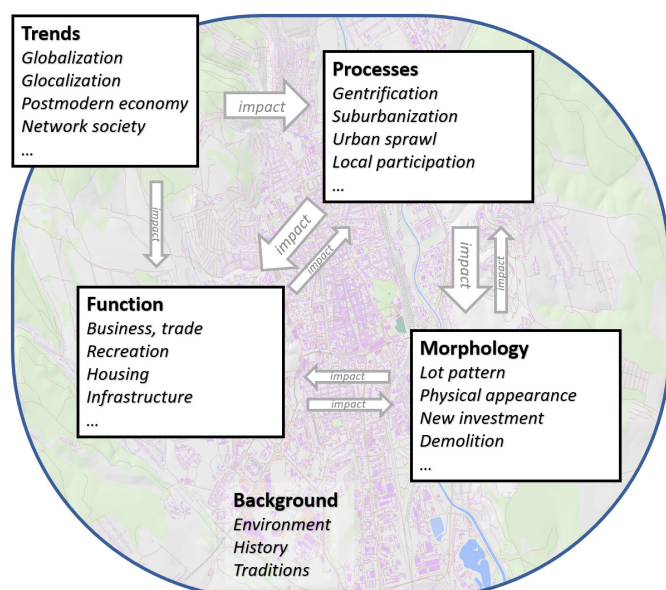 Trends
Globalization
Glocalization
Postmodern economy
Network society
...
impact
Processes
Gentrification
Suburbanization
Urban sprawl
Local participation
...
impact
impact
impact
impact
impact
Function
Business, trade
Recreation
Housing
Infrastructure
...
impact
impact
Morphology
Lot pattern
Physical appearance
New investment
Demolition
...
Background
Environment
History
Traditions